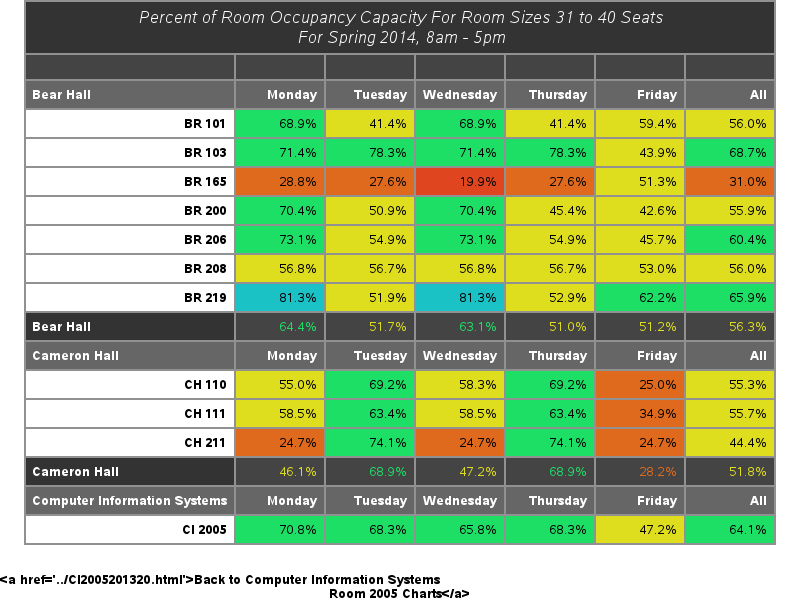 Percent of Room Occupancy Capacity For Room Sizes 31 to 40 Seats
For Spring 2014, 8am - 5pm
Bear Hall Monday Tuesday Wednesday Thursday Friday All
BR 101 68.9% 41.4% 68.9% 41.4% 59.4% 56.0%
BR 103 71.4% 78.3% 71.4% 78.3% 43.9% 68.7%
BR 165 28.8% 27.6% 19.9% 27.6% 51.3% 31.0%
BR 200 70.4% 50.9% 70.4% 45.4% 42.6% 55.9%
BR 206 73.1% 54.9% 73.1% 54.9% 45.7% 60.4%
BR 208 56.8% 56.7% 56.8% 56.7% 53.0% 56.0%
BR 219 81.3% 51.9% 81.3% 52.9% 62.2% 65.9%
Bear Hall 64.4% 51.7% 63.1% 51.0% 51.2% 56.3%
Cameron Hall Monday Tuesday Wednesday Thursday Friday All
CH 110 55.0% 69.2% 58.3% 69.2% 25.0% 55.3%
CH 111 58.5% 63.4% 58.5% 63.4% 34.9% 55.7%
CH 211 24.7% 74.1% 24.7% 74.1% 24.7% 44.4%
Cameron Hall 46.1% 68.9% 47.2% 68.9% 28.2% 51.8%
Computer Information Systems Monday Tuesday Wednesday Thursday Friday All
CI 2005 70.8% 68.3% 65.8% 68.3% 47.2% 64.1%
<a href='../CI2005201320.html'>Back to Computer Information Systems
Room 2005 Charts</a>